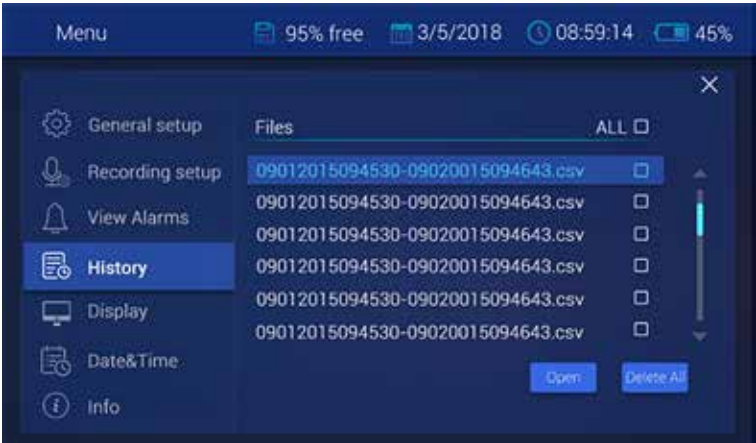 Menu 95% free 3/5/2018 08:59:14 45%
General setup
Recording setup
View Alarms
History
Display
Date&Time
Info
Files ALL
09012015094530-09020015094643.csv
09012015094530-09020015094643.csv
09012015094530-09020015094643.csv
09012015094530-09020015094643.csv
09012015094530-09020015094643.csv
09012015094530-09020015094643.csv
Open Delete All